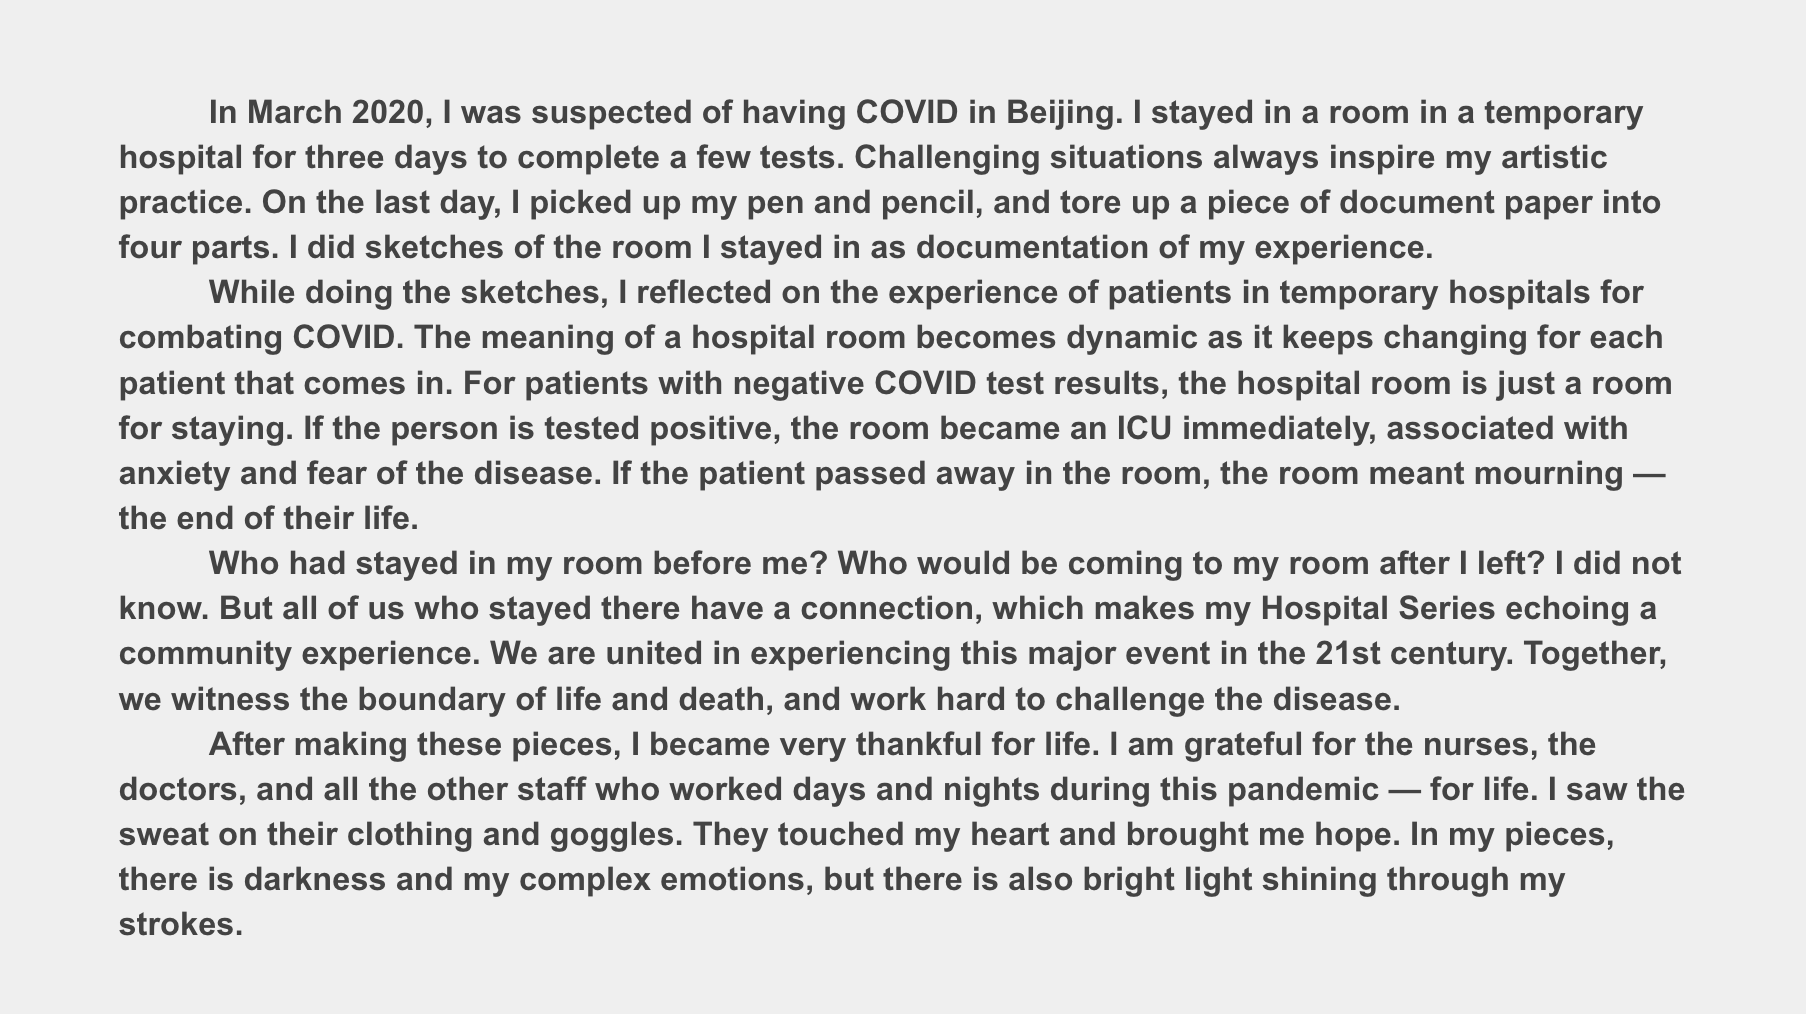 In March 2020, I was suspected of having COVID in Beijing. I stayed in a room in a temporary
hospital for three days to complete a few tests. Challenging situations always inspire my artistic
practice. On the last day, I picked up my pen and pencil, and tore up a piece of document paper into
four parts. I did sketches of the room I stayed in as documentation of my experience.
While doing the sketches, I reflected on the experience of patients in temporary hospitals for
combating COVID. The meaning of a hospital room becomes dynamic as it keeps changing for each
patient that comes in. For patients with negative COVID test results, the hospital room is just a room
for staying. If the person is tested positive, the room became an ICU immediately, associated with
anxiety and fear of the disease. If the patient passed away in the room, the room meant mourning —
the end of their life.
Who had stayed in my room before me? Who would be coming to my room after I left? I did not
know. But all of us who stayed there have a connection, which makes my Hospital Series echoing a
community experience. We are united in experiencing this major event in the 21st century. Together,
we witness the boundary of life and death, and work hard to challenge the disease.
After making these pieces, I became very thankful for life. I am grateful for the nurses, the
doctors, and all the other staff who worked days and nights during this pandemic — for life. I saw the
sweat on their clothing and goggles. They touched my heart and brought me hope. In my pieces,
there is darkness and my complex emotions, but there is also bright light shining through my
strokes.